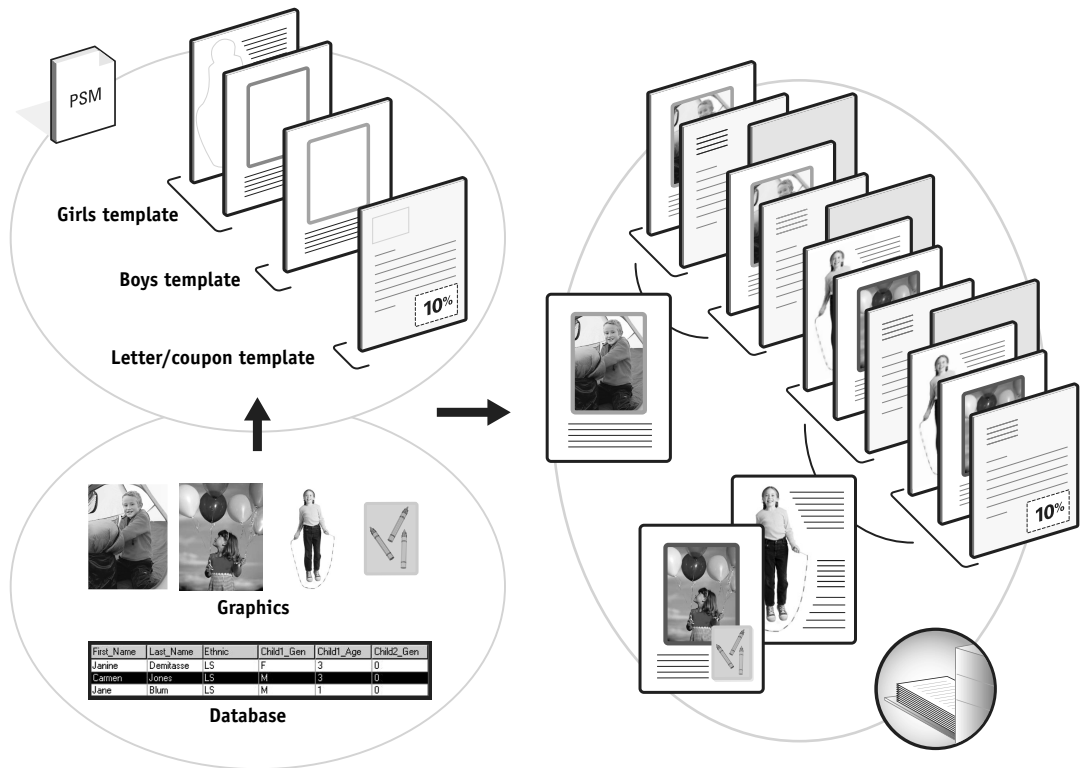 PSM
Girls template
Boys template
10%
Letter/coupon template
10%
Graphics
First_Name Last_Name Ethnic Child1_Gen Child1_Age Child2_Gen
Janine Demitasse LS F 3 0
Carmen Jones LS M 3 0
Jane Blum LS M 1 0
Database